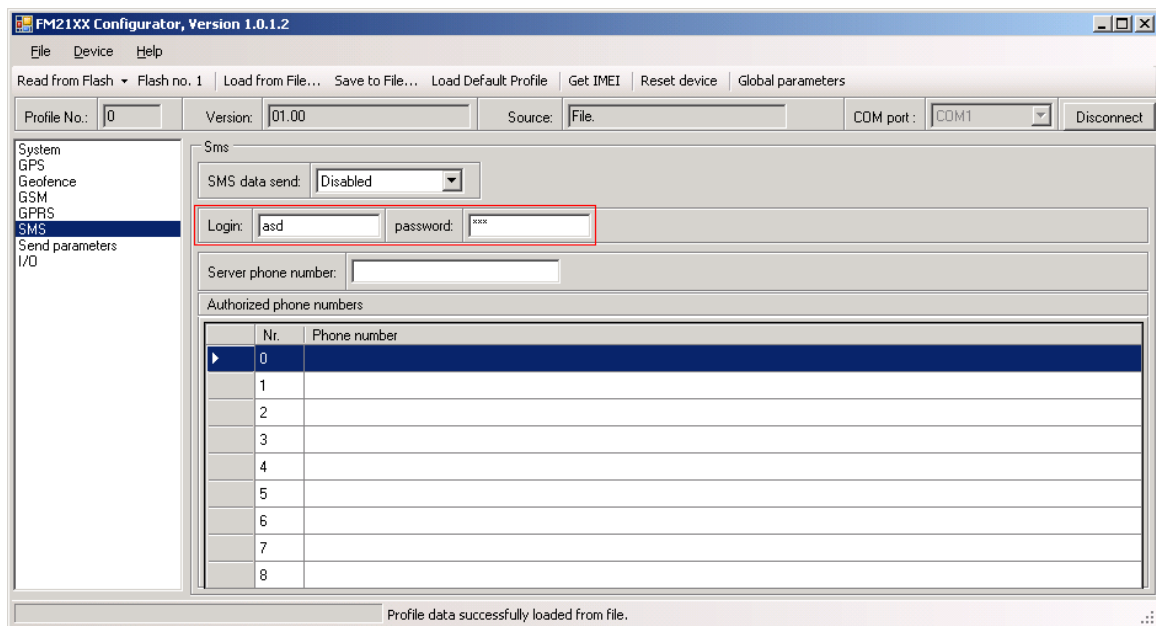 FM21XX Configurator, Version 1.0.1.2
File Device Help
Read from Flash Flash no. 1 Load from File... Save to File... Load Default Profile Get IMEI Reset device Global parameters
Profile No.: 0 Version: 01.00 Source: File. COM port : COM1 Disconnect
System
GPS
Geofence
GSM
GPRS
SMS
Send parameters
I/O
Sms
SMS data send: Disabled
Login: asd password: ***
Server phone number:
Authorized phone numbers
Nr. Phone number
0
1
2
3
4
5
6
7
8
Profile data successfully loaded from file.